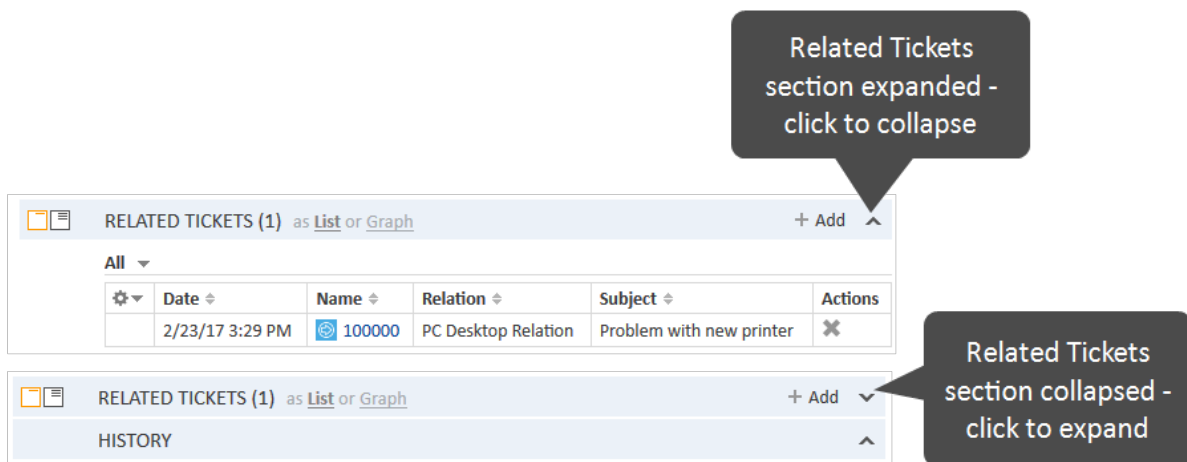 Related Tickets
section expanded -
click to collapse
RELATED TICKETS (1) as List or Graph + Add
All
Date Name Relation Subject Actions
2/23/17 3:29 PM 100000 PC Desktop Relation Problem with new printer
Related Tickets
section collapsed -
click to expand
RELATED TICKETS (1) as List or Graph + Add
HISTORY